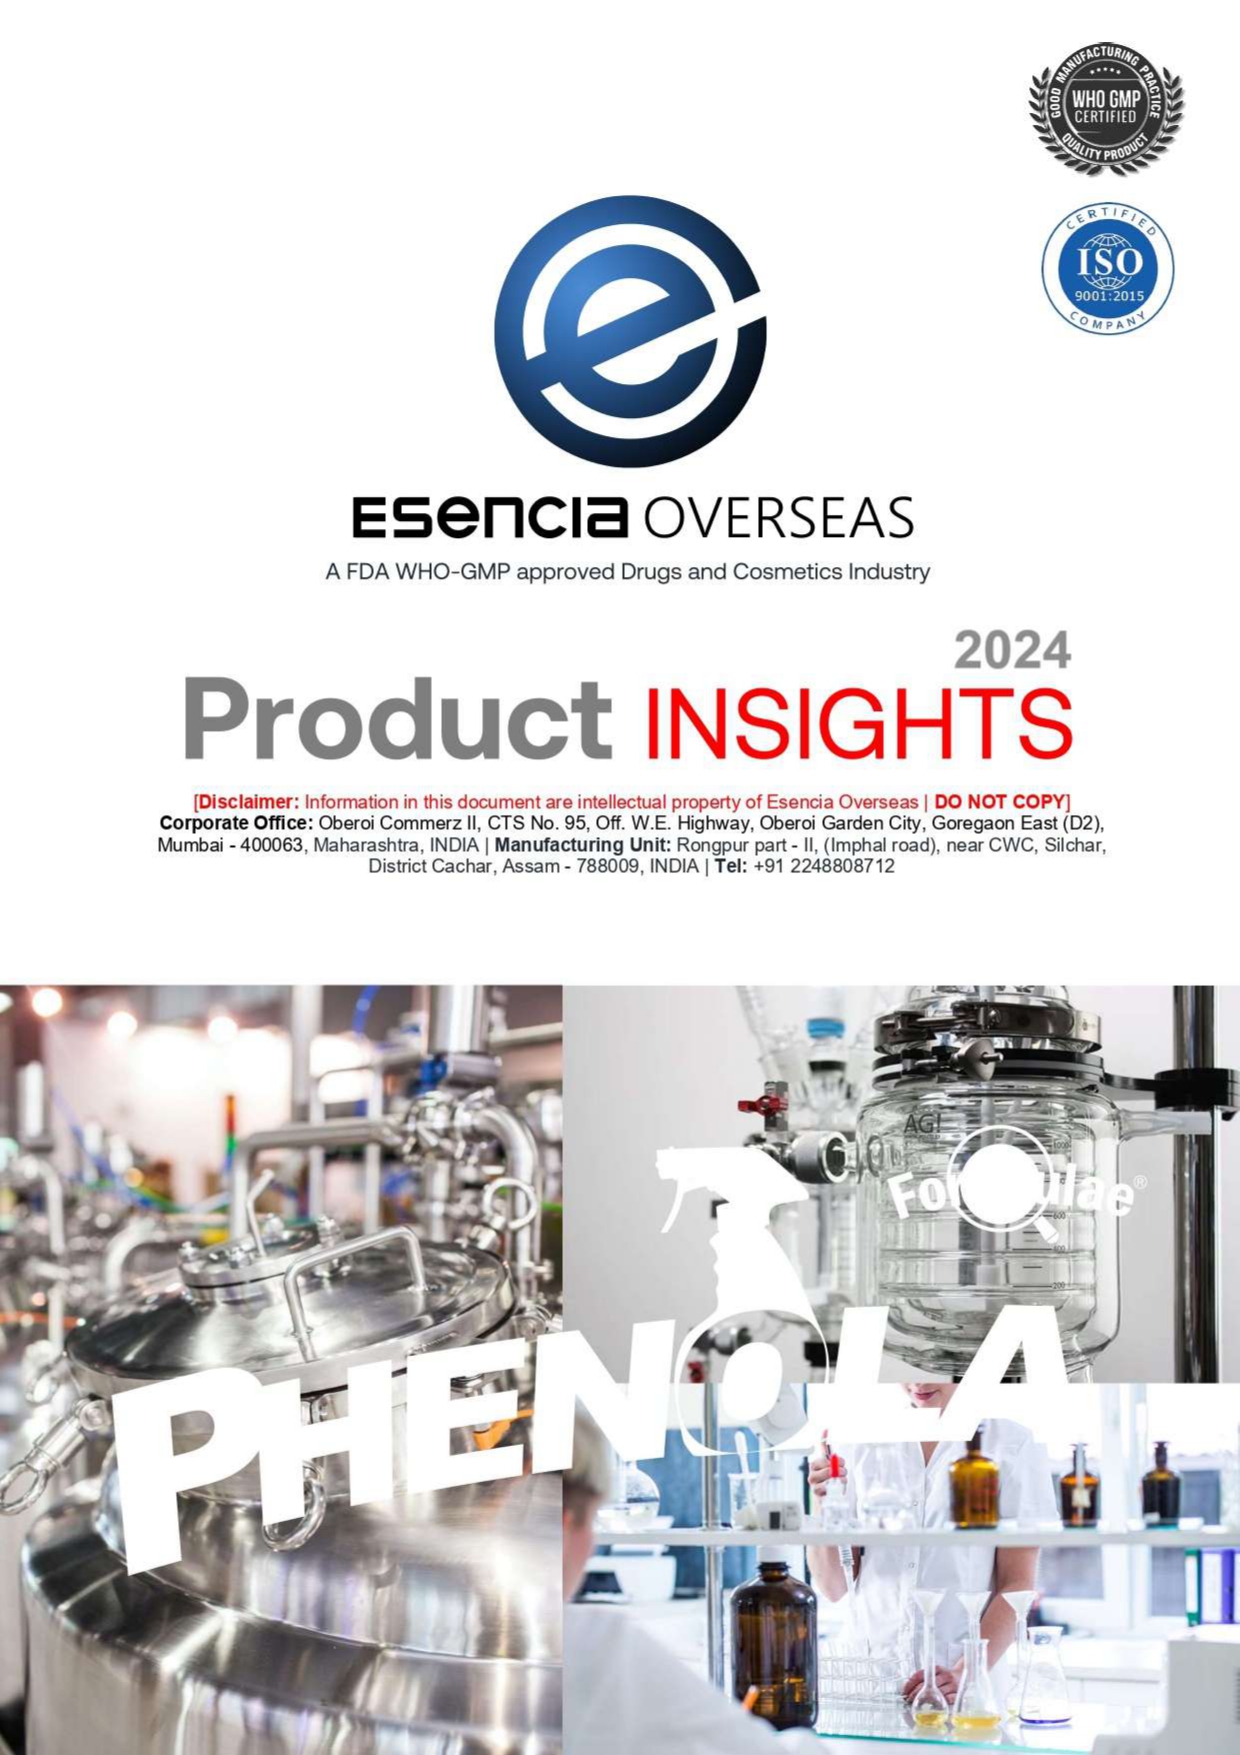 GOOD MANUFACTURING PRACTICE
WHO GMP
CERTIFIED
QUALITY PRODUCT
CERTIFIED
ISO
9001:2015
COMPANY
ESENCIA OVERSEAS
A FDA WHO-GMP approved Drugs and Cosmetics Industry
2024
Product INSIGHTS
[Disclaimer: Information in this document are intellectual property of Esencia Overseas | DO NOT COPY]
Corporate Office: Oberoi Commerz II, CTS No. 95, Off. W.E. Highway, Oberoi Garden City, Goregaon East (D2),
Mumbai - 400063, Maharashtra, INDIA | Manufacturing Unit: Rongpur part - II, (Imphal road), near CWC, Silchar,
District Cachar, Assam - 788009, INDIA | Tel: +91 2248808712
AGI
1000
Formulae®
600
400
200
PHENOLA